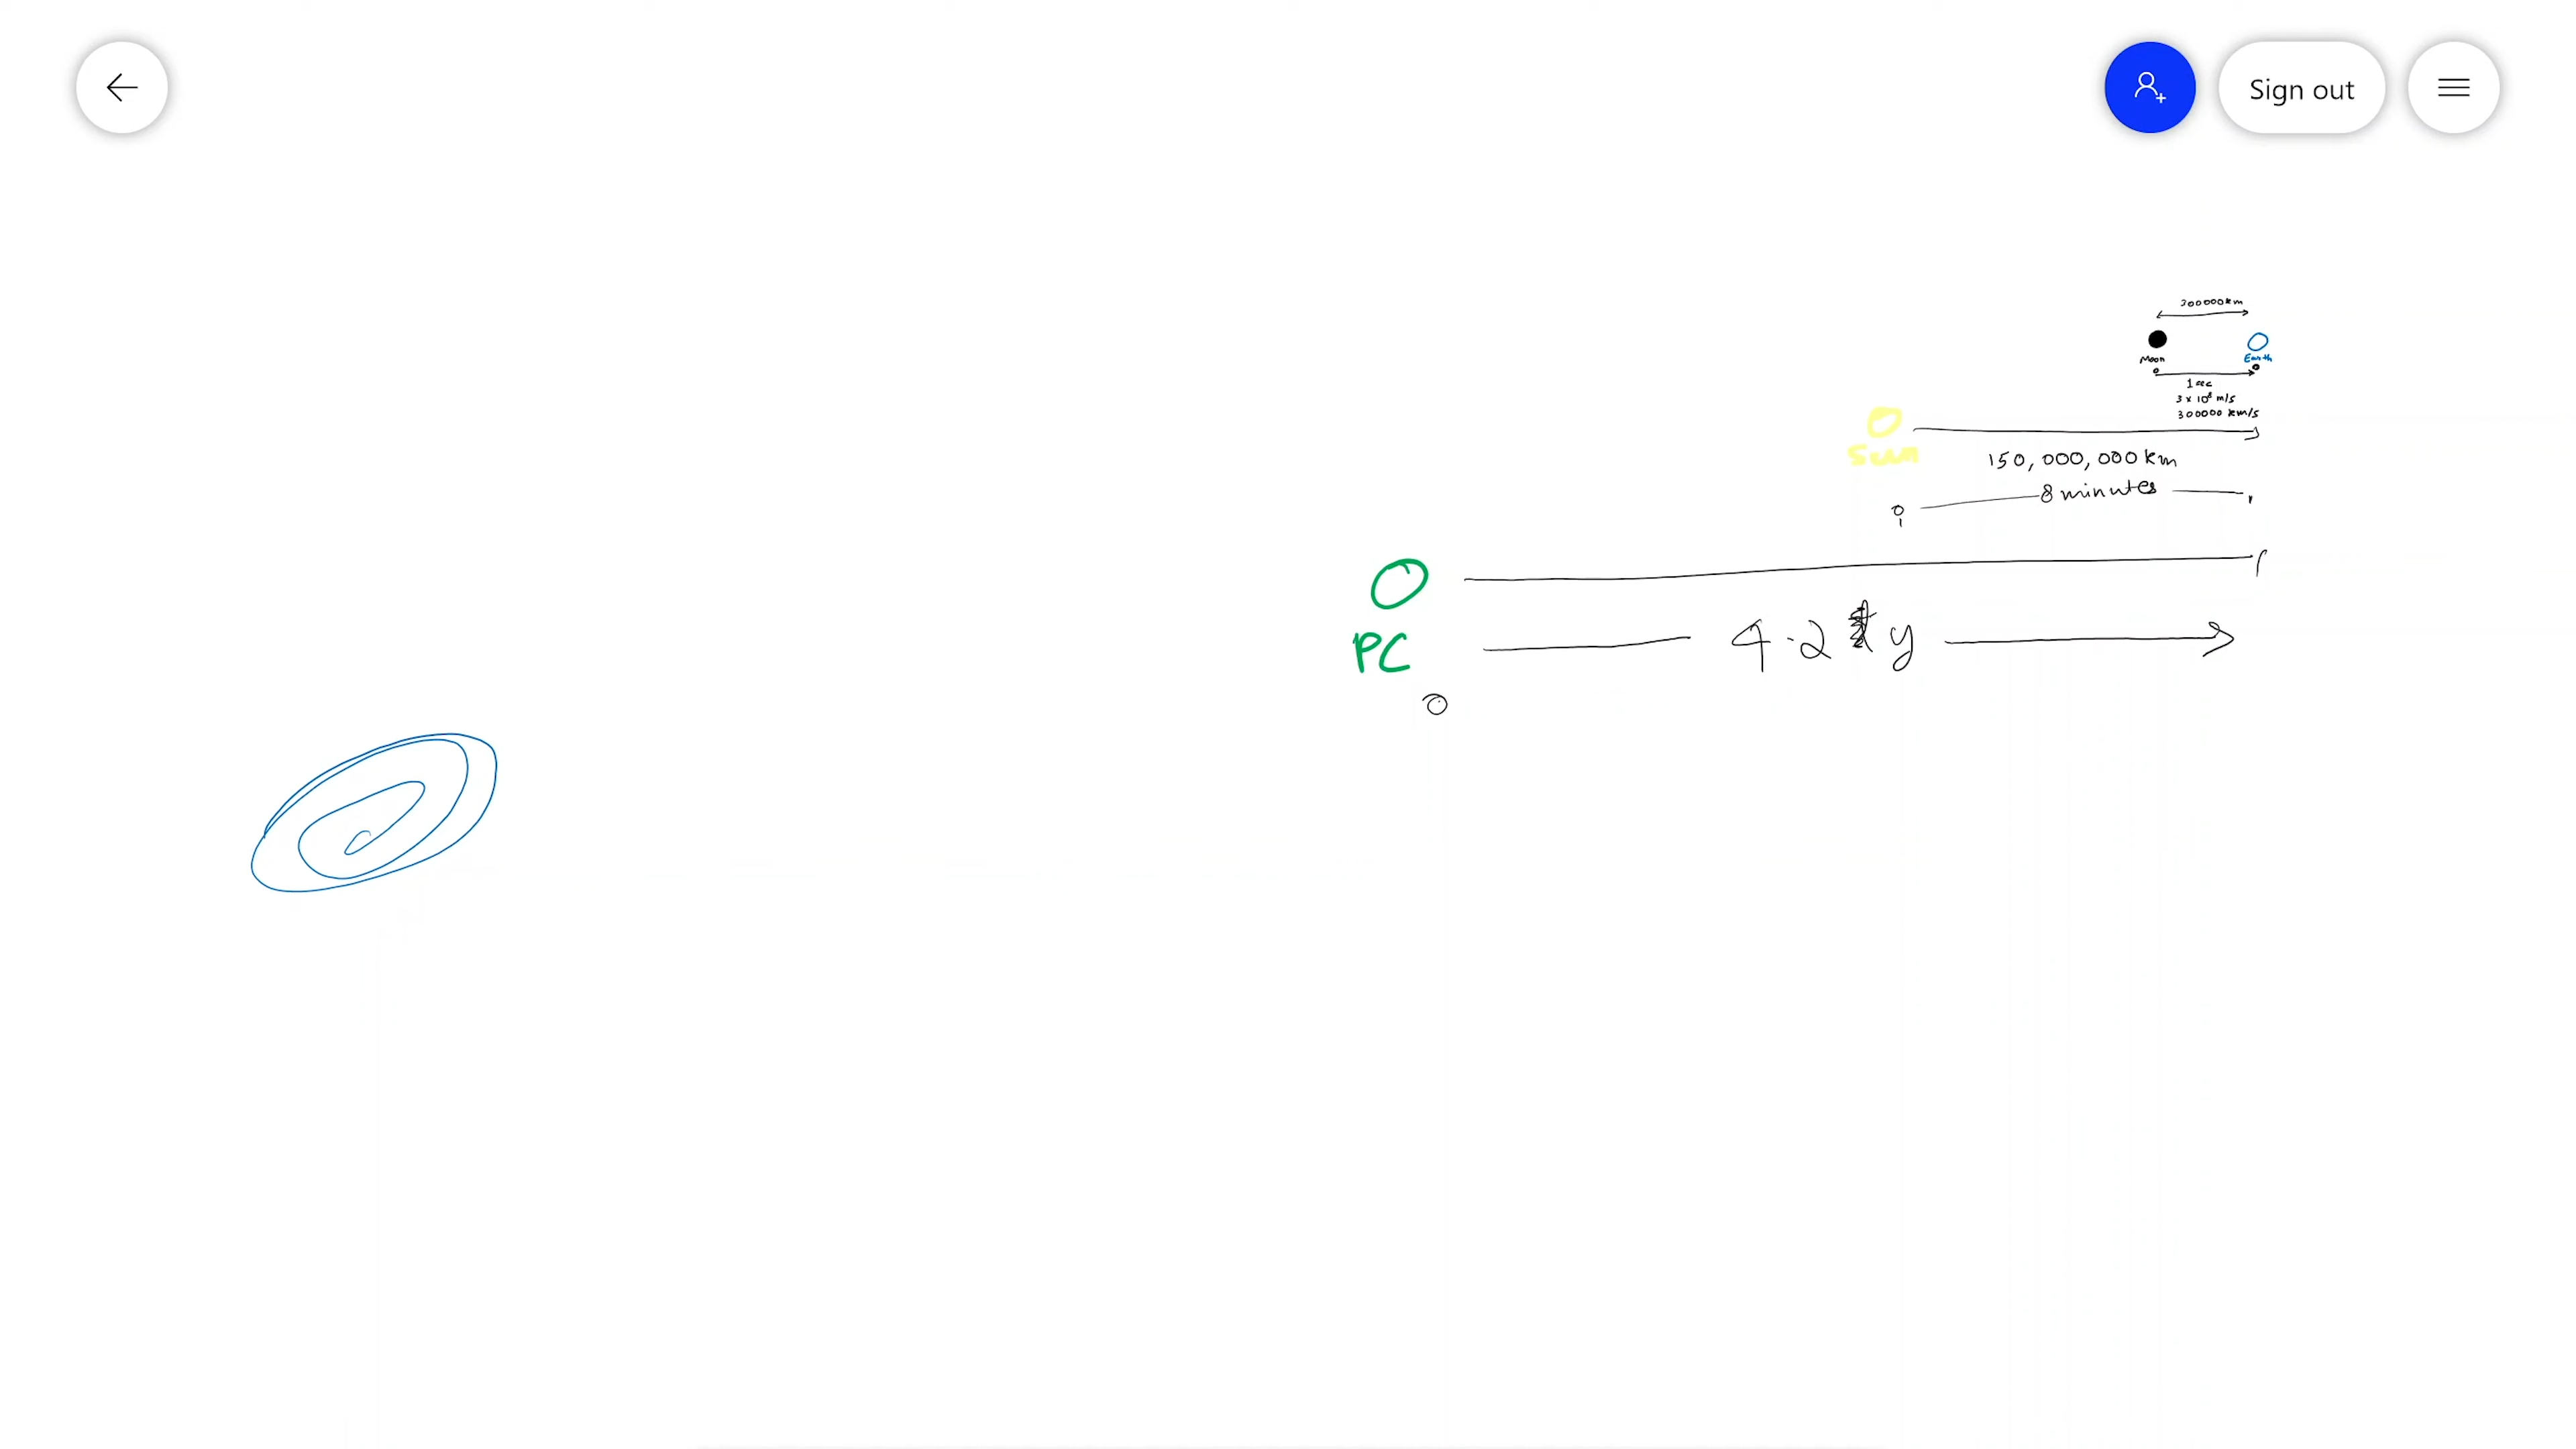 Sign out
300000km
Moon
Earth
1 sec
3 x 10⁸ m/s
300000 km/s
Sun
150,000,000 km
8 minutes
PC
4.2 y